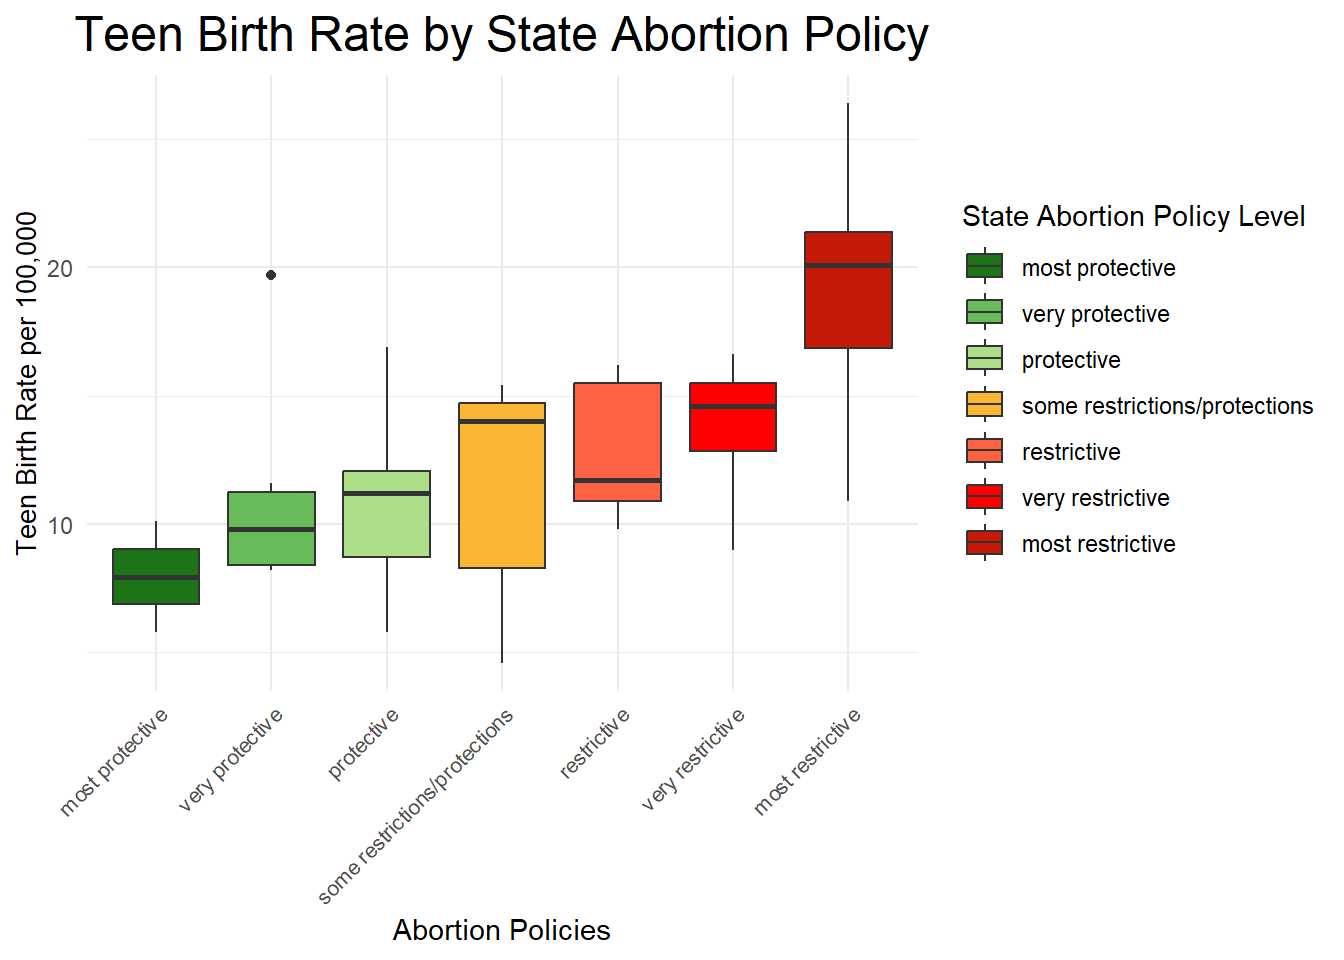 Teen Birth Rate by State Abortion Policy
Teen Birth Rate per 100,000
20
10
most protective
very protective
protective
some restrictions/protections
restrictive
very restrictive
most restrictive
Abortion Policies
State Abortion Policy Level
most protective
very protective
protective
some restrictions/protections
restrictive
very restrictive
most restrictive